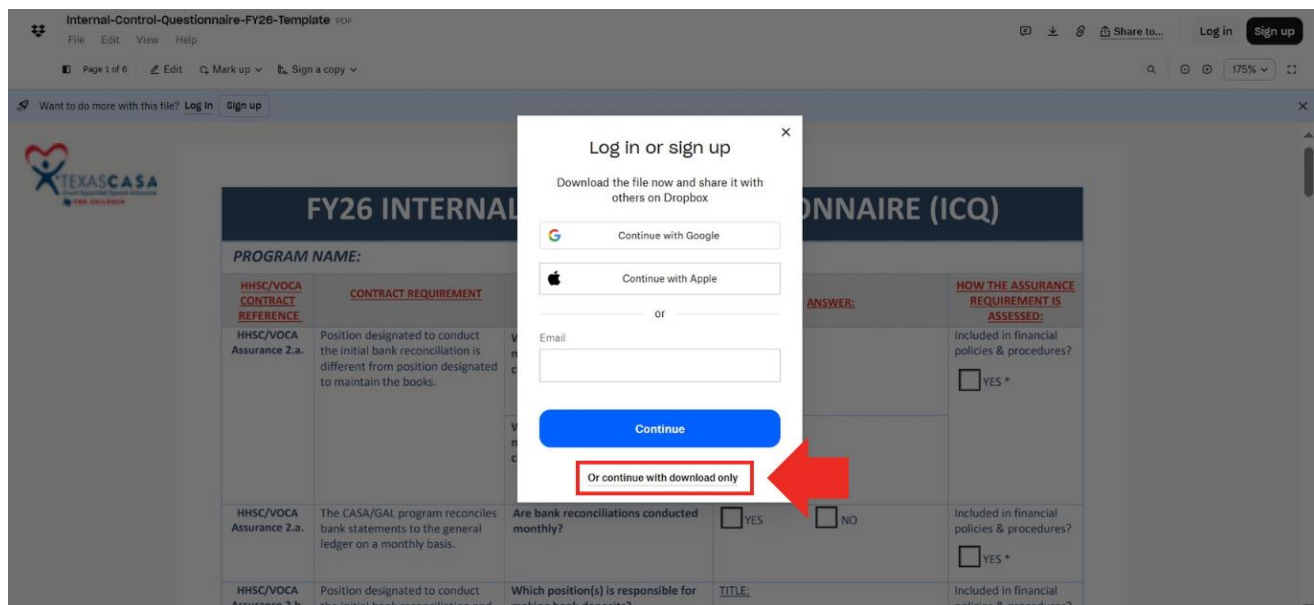 Internal-Control-Questionnaire-FY26-Template PDF
File Edit View Help
Share to...
Log in
Sign up
Page 1 of 6
Edit
Mark up
Sign a copy
175%
Want to do more with this file? Log in Sign up
TEXAS CASA
Court Appointed Special Advocates
FOR CHILDREN
FY26 INTERNAL
ONNAIRE (ICQ)
PROGRAM NAME:
HHSC/VOCA
CONTRACT
REFERENCE
CONTRACT REQUIREMENT
ANSWER:
HOW THE ASSURANCE
REQUIREMENT IS
ASSESSED:
HHSC/VOCA
Assurance 2.a.
Position designated to conduct
the initial bank reconciliation is
different from position designated
to maintain the books.
Included in financial
policies & procedures?
YES *
Log in or sign up
Download the file now and share it with
others on Dropbox
Continue with Google
Continue with Apple
or
Email
Continue
Or continue with download only
HHSC/VOCA
Assurance 2.a.
The CASA/GAL program reconciles
bank statements to the general
ledger on a monthly basis.
Are bank reconciliations conducted
monthly?
YES
NO
Included in financial
policies & procedures?
YES *
HHSC/VOCA
Position designated to conduct
Which position(s) is responsible for
TITLE:
Included in financial